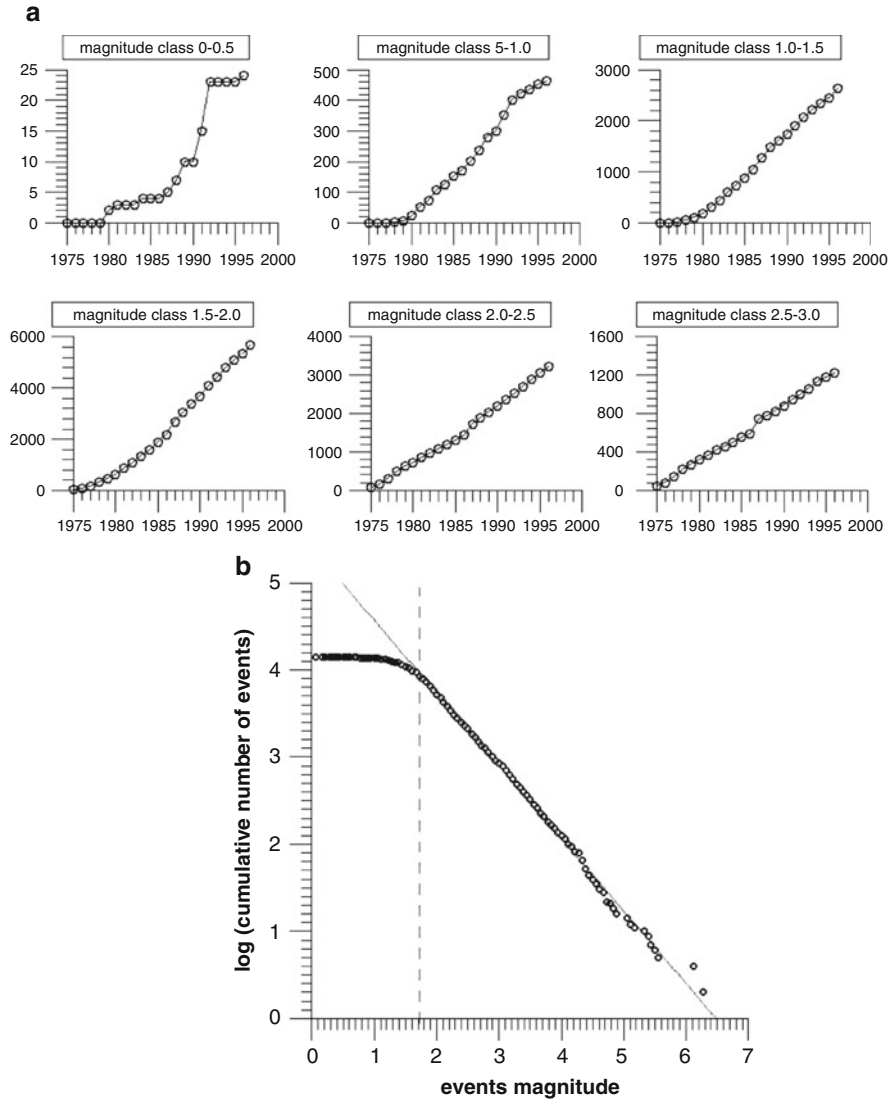 a
magnitude class 0-0.5
magnitude class 5-1.0
magnitude class 1.0-1.5
25
20
15
10
5
0
1975 1980 1985 1990 1995 2000
500
400
300
200
100
0
1975 1980 1985 1990 1995 2000
3000
2000
1000
0
1975 1980 1985 1990 1995 2000
magnitude class 1.5-2.0
magnitude class 2.0-2.5
magnitude class 2.5-3.0
6000
4000
2000
0
1975 1980 1985 1990 1995 2000
4000
3000
2000
1000
0
1975 1980 1985 1990 1995 2000
1600
1200
800
400
0
1975 1980 1985 1990 1995 2000
b
log (cumulative number of events)
5
4
3
2
1
0
0 1 2 3 4 5 6 7
events magnitude